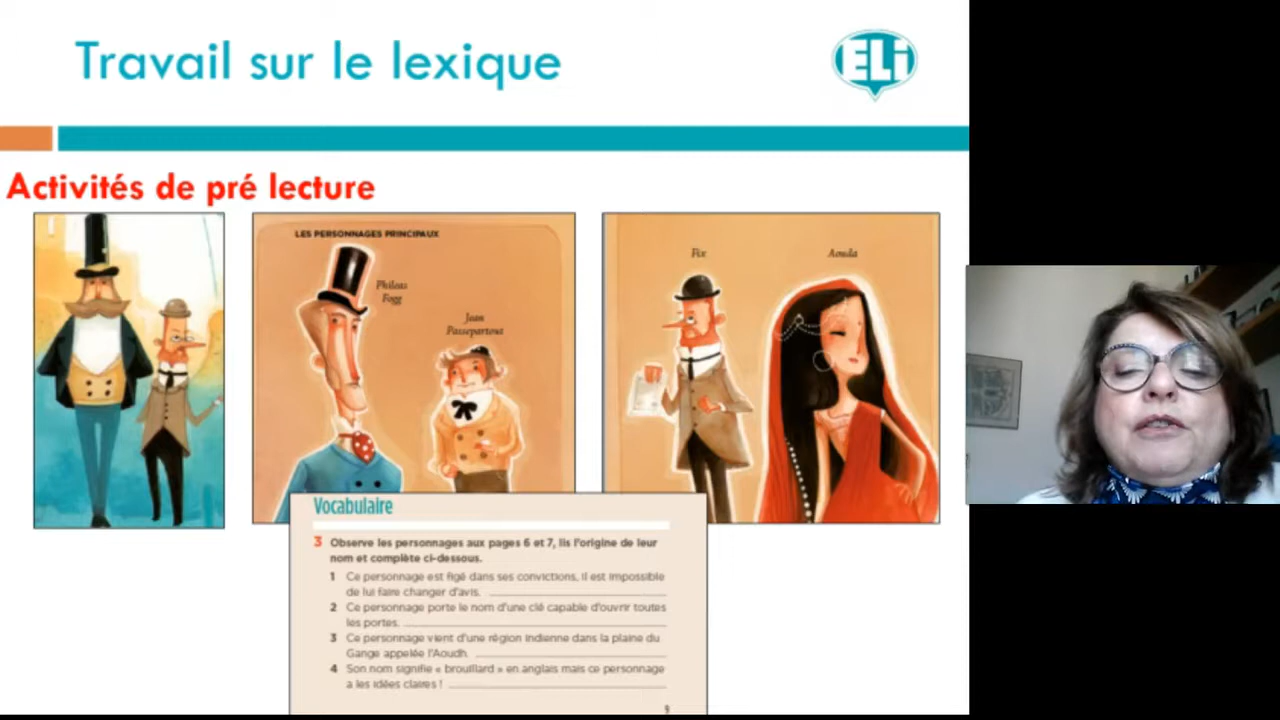 Travail sur le lexique
ELi
Activités de pré lecture
LES PERSONNAGES PRINCIPAUX
Phileas
Fogg
Jean
Passepartout
Fix
Aouda
Vocabulaire
3 Observe les personnages aux pages 6 et 7, lis l'origine de leur
nom et complète ci-dessous.
1 Ce personnage est figé dans ses convictions, il est impossible
de lui faire changer d'avis.
2 Ce personnage porte le nom d'une clé capable d'ouvrir toutes
les portes.
3 Ce personnage vient d'une région indienne dans la plaine du
Gange appelée l'Aoudh.
4 Son nom signifie « brouillard » en anglais mais ce personnage
a les idées claires !
9